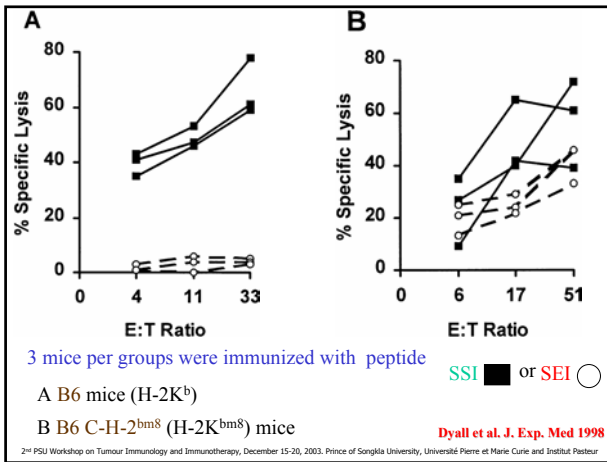 A
80
60
40
20
0
% Specific Lysis
0 4 11 33
E:T Ratio
B
80
60
40
20
0
% Specific Lysis
0 6 17 51
E:T Ratio
3 mice per groups were immunized with peptide
SSI ■ or SEI ○
A B6 mice (H-2Kᵇ)
B B6 C-H-2ᵇᵐ⁸ (H-2Kᵇᵐ⁸) mice
Dyall et al. J. Exp. Med 1998
2ⁿᵈ PSU Workshop on Tumour Immunology and Immunotherapy, December 15-20, 2003. Prince of Songkla University, Université Pierre et Marie Curie and Institut Pasteur